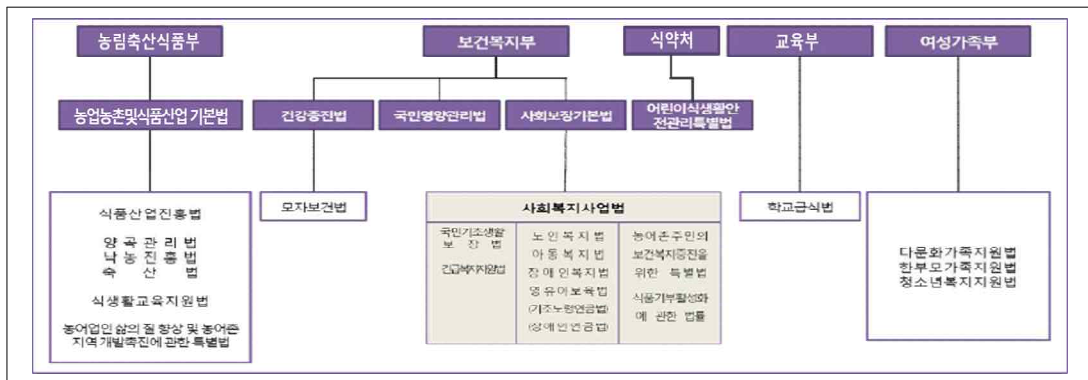 농림축산식품부
보건복지부
식약처
교육부
여성가족부
농업농촌및식품산업 기본법
건강증진법
국민영양관리법
사회보장기본법
어린이식생활안
전관리특별법
식품산업진흥법
양곡관리법
낙농진흥법
축산법
식생활교육지원법
농어업인 삶의 질 향상 및 농어촌
지역 개발촉진에 관한 특별법
모자보건법
사회복지사업법
국민기초생활
보장법
긴급복지지원법
노인복지법
아동복지법
장애인복지법
영유아보육법
(기초노령연금법)
(장애인연금법)
농어촌주민의
보건복지증진을
위한 특별법
식품기부활성화
에 관한 법률
학교급식법
다문화가족지원법
한부모가족지원법
청소년복지지원법